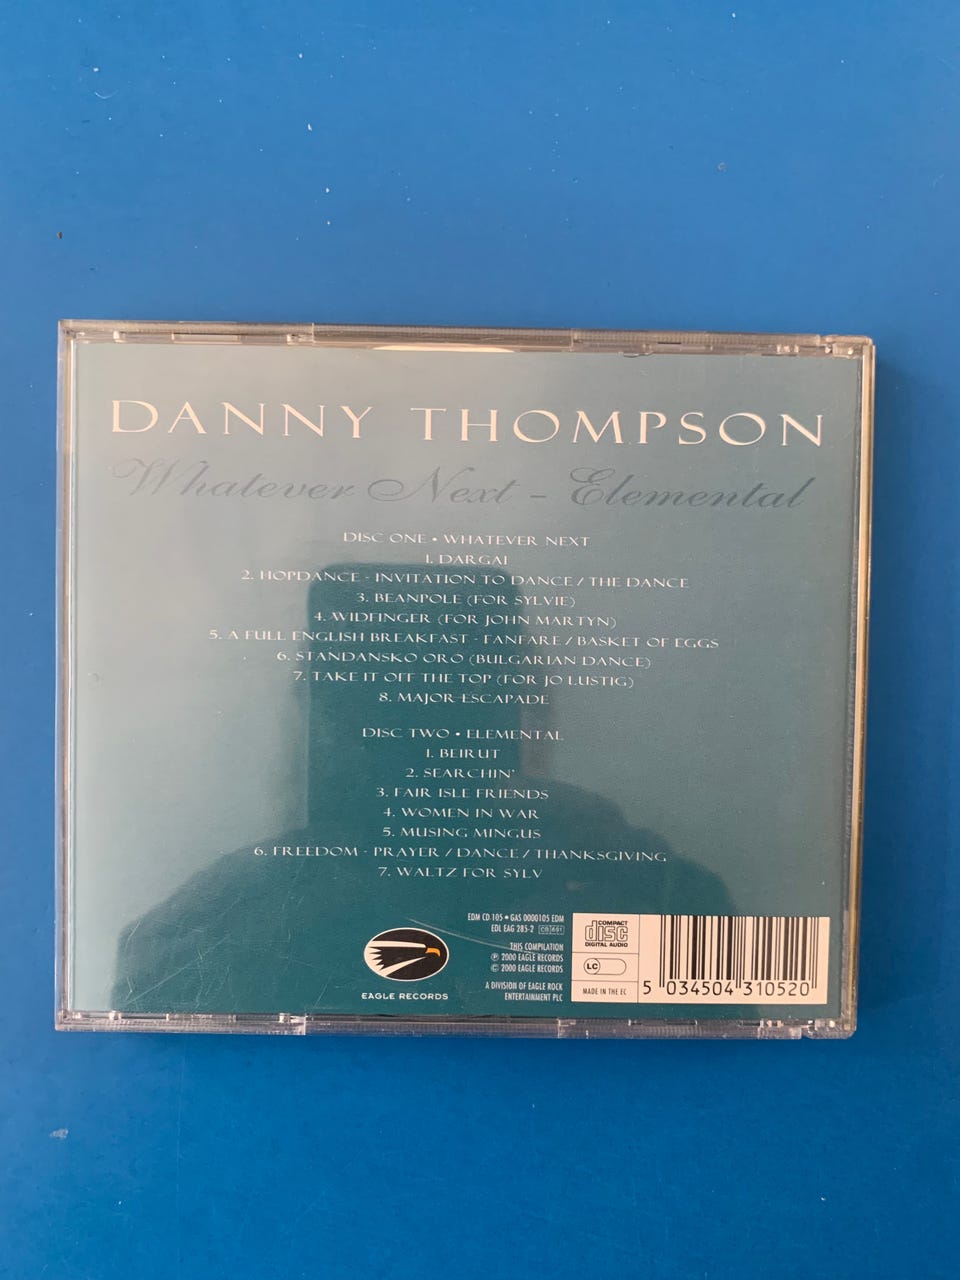 DANNY THOMPSON
Whatever Next - Elemental
DISC ONE • WHATEVER NEXT
1. DARGAI
2. HOPDANCE - INVITATION TO DANCE / THE DANCE
3. BEANPOLE (FOR SYLVIE)
4. WIDFINGER (FOR JOHN MARTYN)
5. A FULL ENGLISH BREAKFAST - FANFARE / BASKET OF EGGS
6. STANDANSKO ORO (BULGARIAN DANCE)
7. TAKE IT OFF THE TOP (FOR JO LUSTIG)
8. MAJOR ESCAPADE
DISC TWO • ELEMENTAL
1. BEIRUT
2. SEARCHIN'
3. FAIR ISLE FRIENDS
4. WOMEN IN WAR
5. MUSING MINGUS
6. FREEDOM - PRAYER / DANCE / THANKSGIVING
7. WALTZ FOR SYLV
EAGLE RECORDS
EDM CD 105 • GAS 0000105 EDM
EDL EAG 285-2 CB 691
THIS COMPILATION
℗ 2000 EAGLE RECORDS
© 2000 EAGLE RECORDS
A DIVISION OF EAGLE ROCK
ENTERTAINMENT PLC
COMPACT
disc
DIGITAL AUDIO
LC
MADE IN THE EC
5 034504 310520